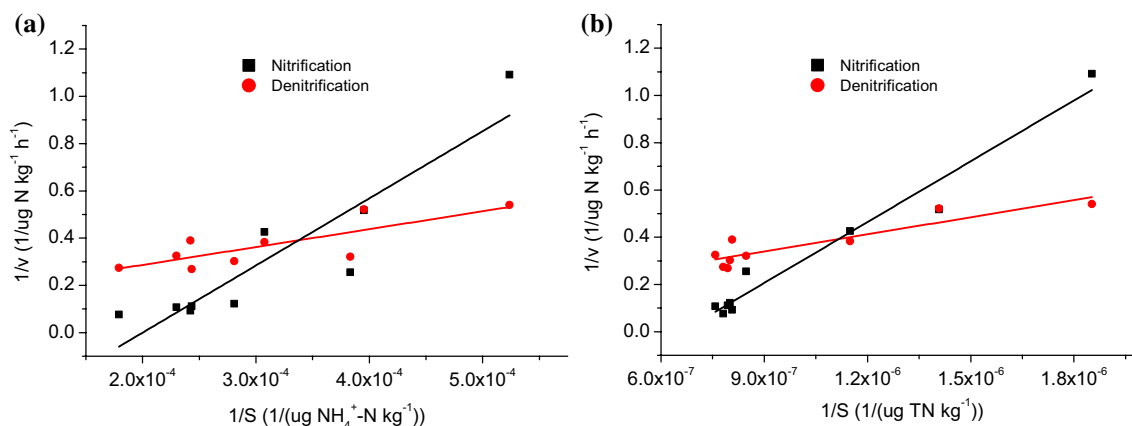 (a)
1.2
1.0
0.8
0.6
0.4
0.2
0.0
1/v (1/ug N kg⁻¹ h⁻¹)
Nitrification
Denitrification
2.0x10⁻⁴ 3.0x10⁻⁴ 4.0x10⁻⁴ 5.0x10⁻⁴
1/S (1/(ug NH₄⁺-N kg⁻¹))
(b)
1.2
1.0
0.8
0.6
0.4
0.2
0.0
1/v (1/ug N kg⁻¹ h⁻¹)
Nitrification
Denitrification
6.0x10⁻⁷ 9.0x10⁻⁷ 1.2x10⁻⁶ 1.5x10⁻⁶ 1.8x10⁻⁶
1/S (1/(ug TN kg⁻¹))